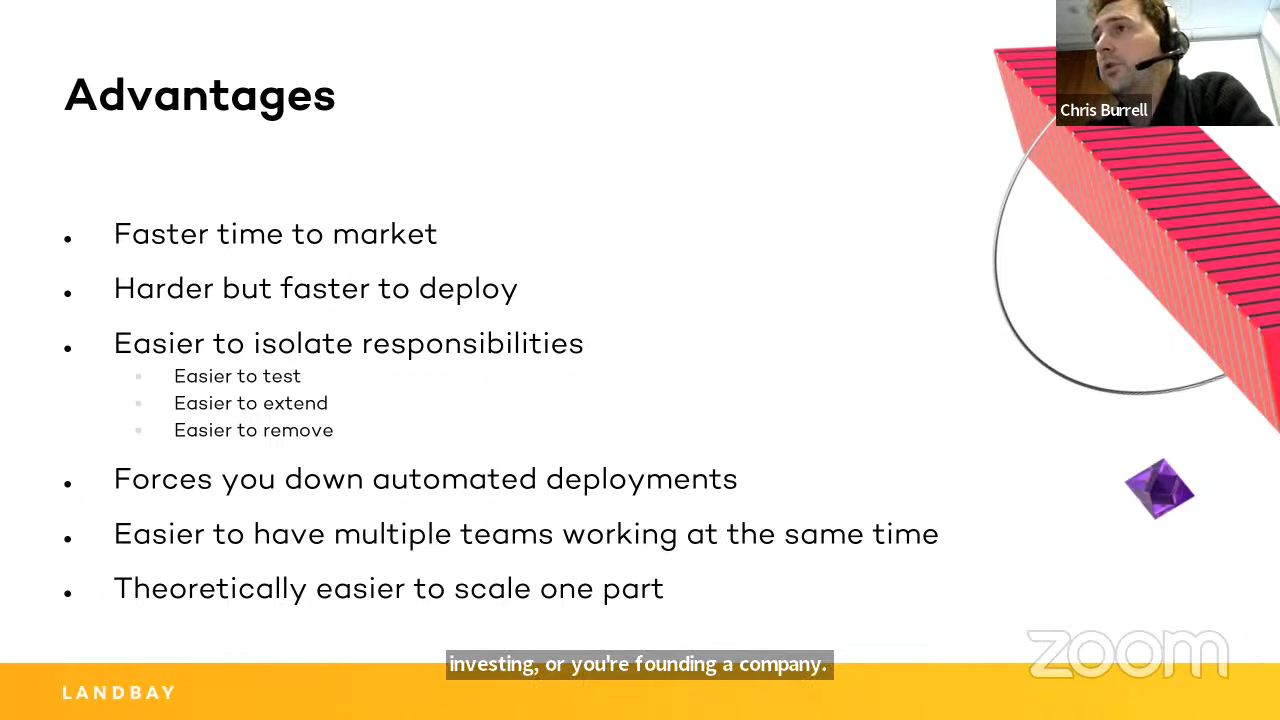 Chris Burrell
Advantages
Faster time to market
Harder but faster to deploy
Easier to isolate responsibilities
Easier to test
Easier to extend
Easier to remove
Forces you down automated deployments
Easier to have multiple teams working at the same time
Theoretically easier to scale one part
zoom
investing, or you're founding a company.
LANDBAY